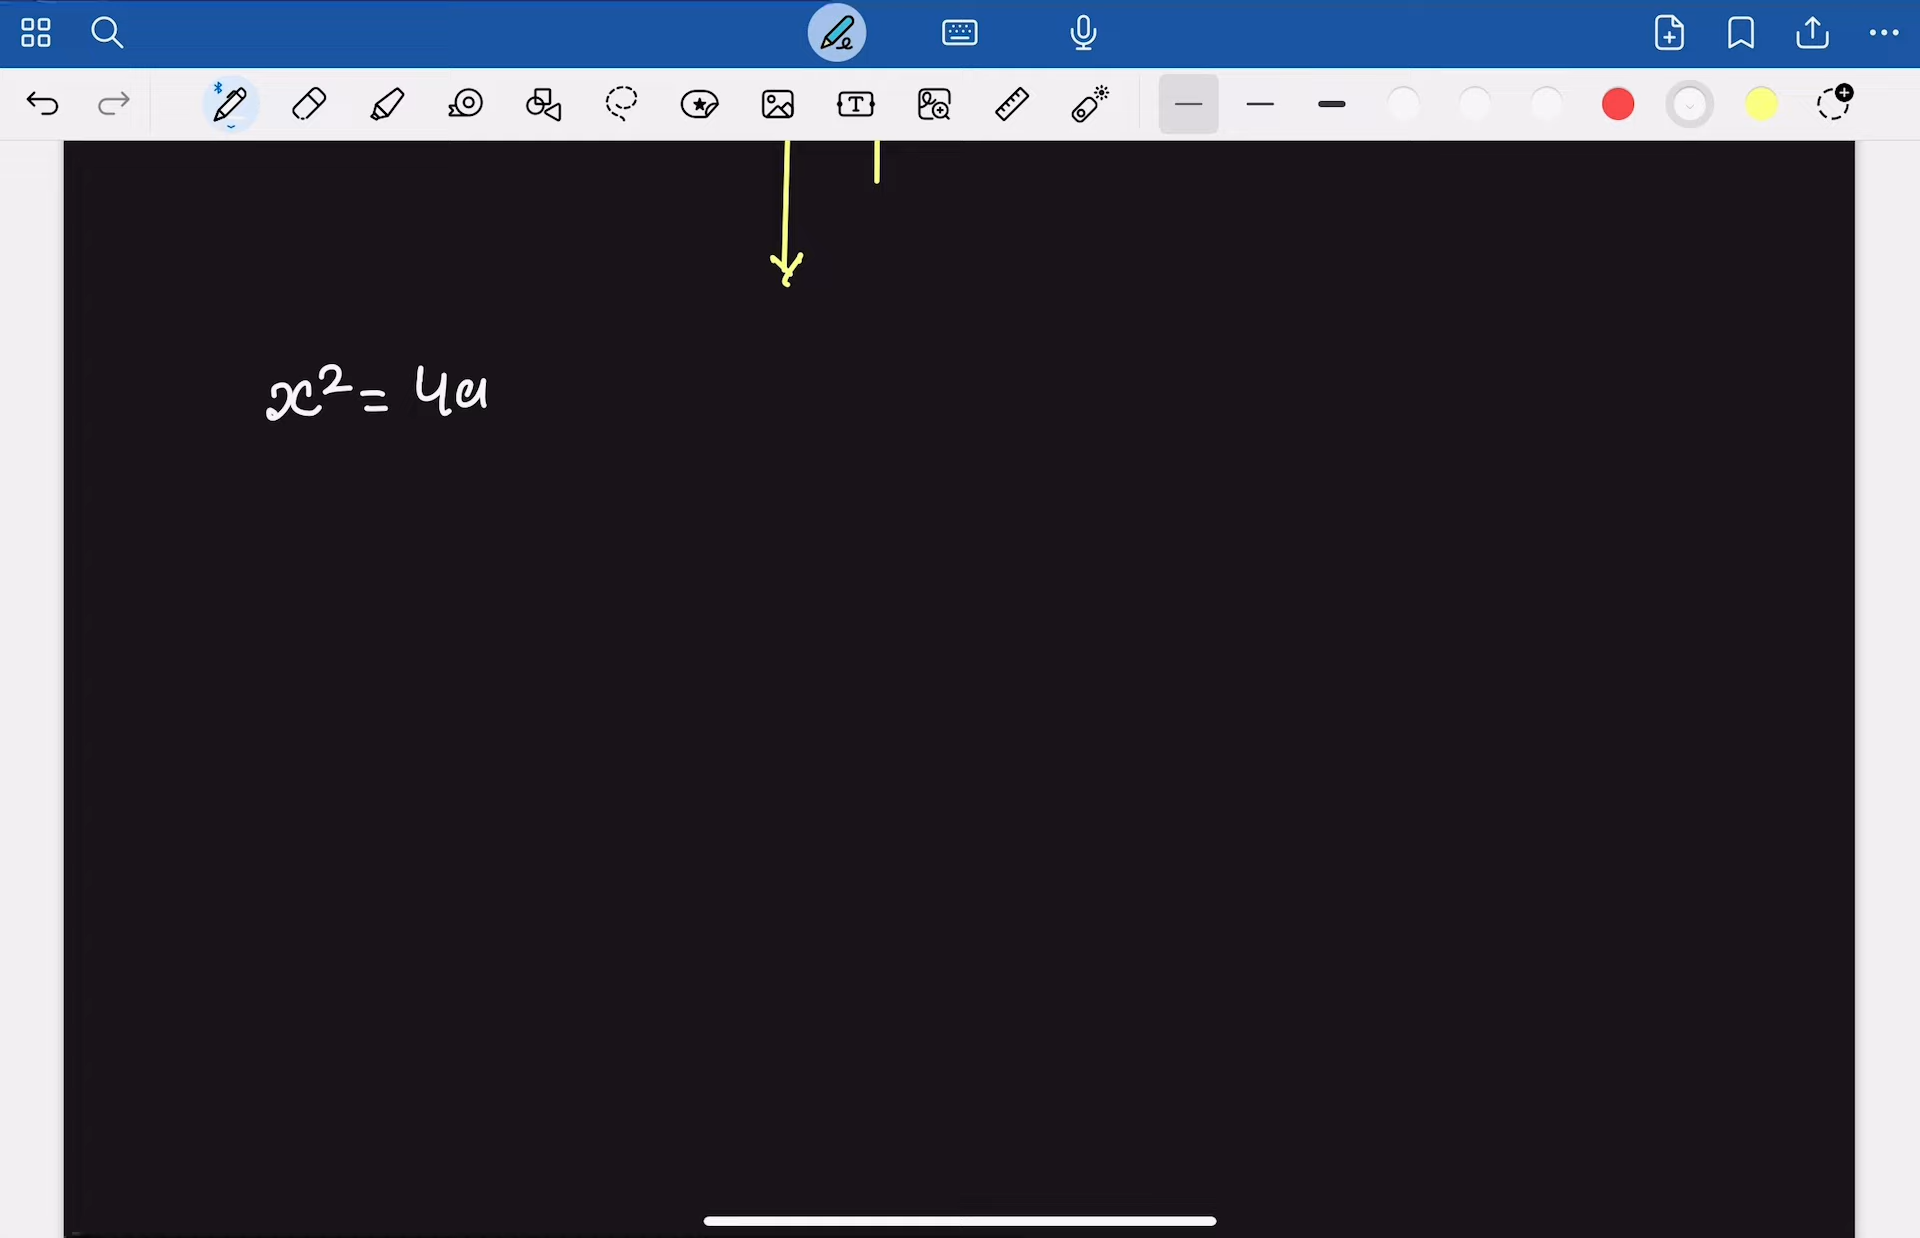 x² = 4a